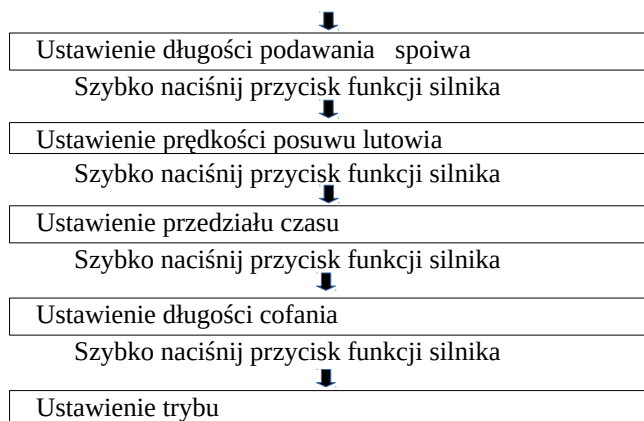 Ustawienie długości podawania spoiwa
Szybko naciśnij przycisk funkcji silnika
Ustawienie prędkości posuwu lutowia
Szybko naciśnij przycisk funkcji silnika
Ustawienie przedziału czasu
Szybko naciśnij przycisk funkcji silnika
Ustawienie długości cofania
Szybko naciśnij przycisk funkcji silnika
Ustawienie trybu